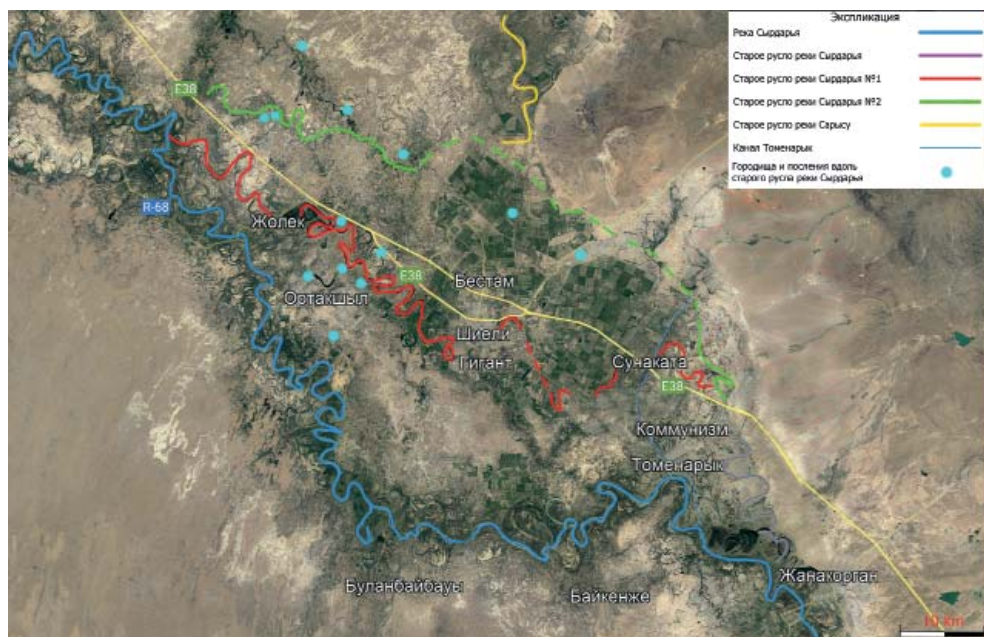 Экспликация
Река Сырдарья
Старое русло реки Сырдарья
Старое русло реки Сырдарья №1
Старое русло реки Сырдарья №2
Старое русло реки Сарысу
Канал Томенарык
Городища и посления вдоль
старого русла реки Сырдарья
E38
R-68
Жолек
E38
Бестам
Остакшыл
Шиели
Гигант
Сунаката
E38
Коммунизм
Томенарык
Жанакорган
Буланбайбауы
Байкенже
10 km